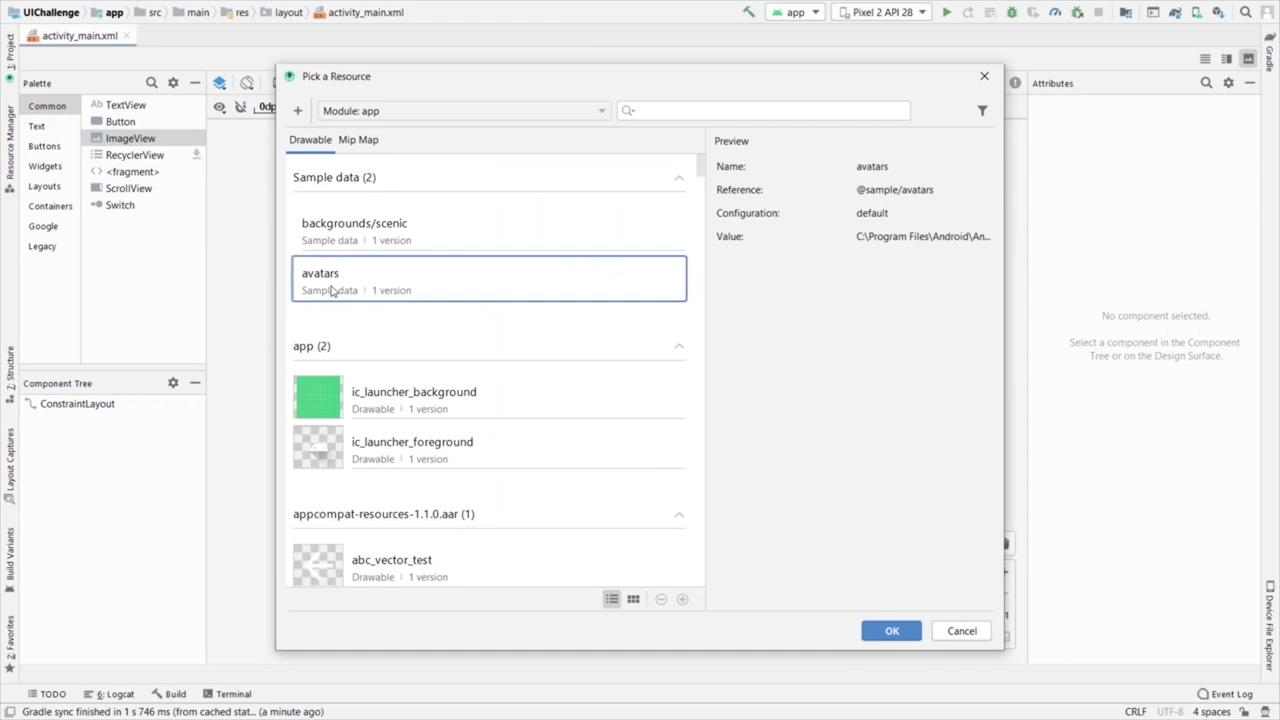 UIChallenge app src main res layout activity_main.xml app Pixel 2 API 28
activity_main.xml
Palette
Common
Text
Buttons
Widgets
Layouts
Containers
Google
Legacy
Ab TextView
Button
ImageView
RecyclerView
<> <fragment>
ScrollView
Switch
0dp
Component Tree
ConstraintLayout
1: Project
Resource Manager
7: Structure
Layout Captures
Build Variants
2: Favorites
Pick a Resource
Module: app
Drawable Mip Map
Sample data (2)
backgrounds/scenic
Sample data | 1 version
avatars
Sample data | 1 version
app (2)
ic_launcher_background
Drawable | 1 version
ic_launcher_foreground
Drawable | 1 version
appcompat-resources-1.1.0.aar (1)
abc_vector_test
Drawable | 1 version
Preview
Name: avatars
Reference: @sample/avatars
Configuration: default
Value: C:\Program Files\Android\An...
OK Cancel
Attributes
No component selected.
Select a component in the Component
Tree or on the Design Surface.
Gradle
Device File Explorer
TODO 6: Logcat Build Terminal Event Log
Gradle sync finished in 1 s 746 ms (from cached stat... (a minute ago) CRLF UTF-8 4 spaces